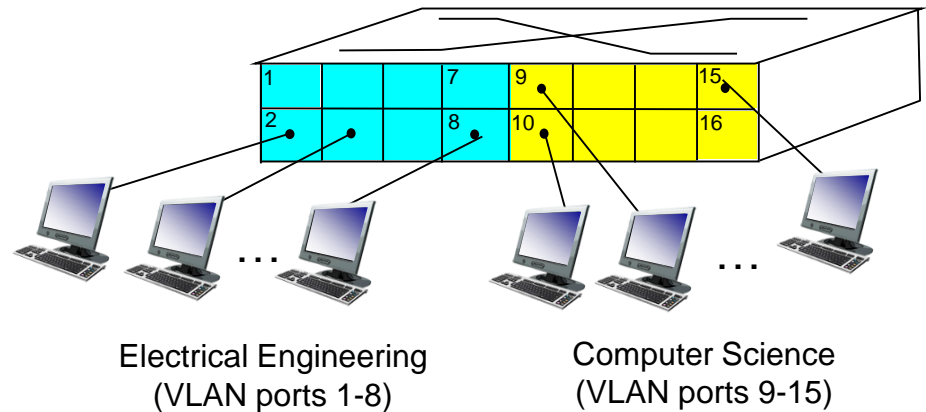 1 7 9 15
2 8 10 16
... ...
Electrical Engineering
(VLAN ports 1-8)
Computer Science
(VLAN ports 9-15)